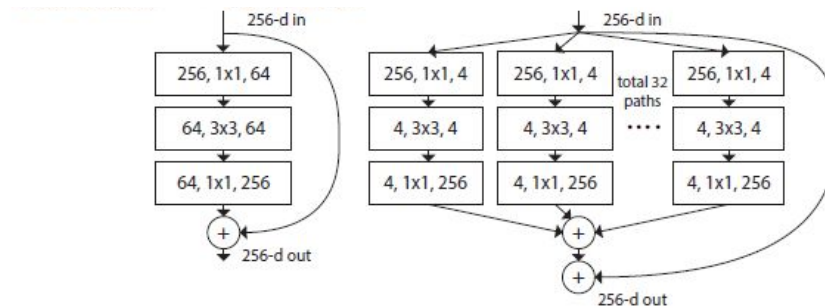 256-d in
256, 1x1, 64
64, 3x3, 64
64, 1x1, 256
+
256-d out
256-d in
256, 1x1, 4
256, 1x1, 4
total 32
paths
256, 1x1, 4
4, 3x3, 4
4, 3x3, 4
....
4, 3x3, 4
4, 1x1, 256
4, 1x1, 256
4, 1x1, 256
+
+
256-d out